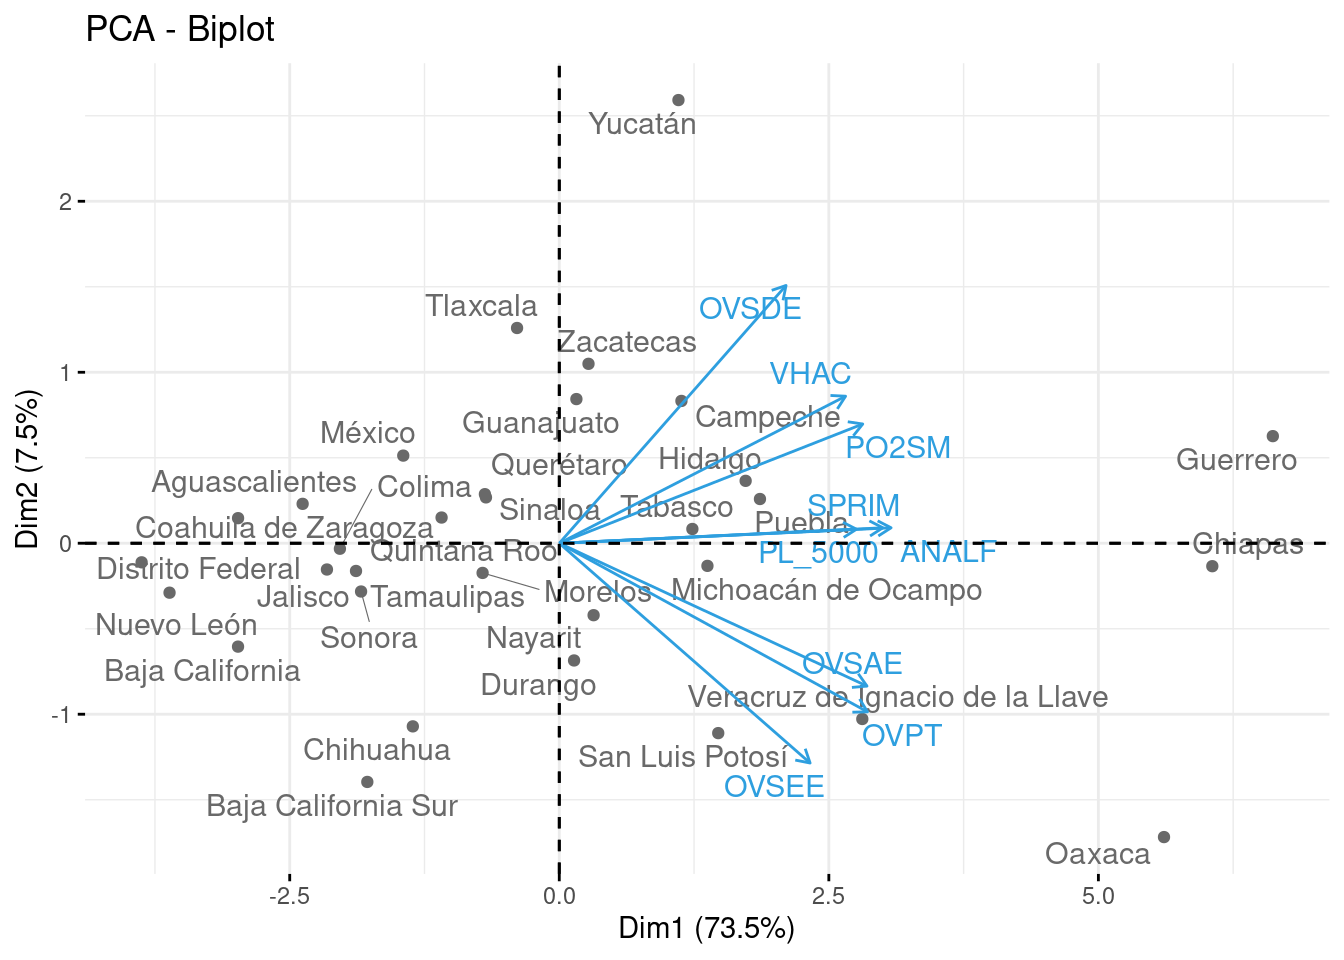 PCA - Biplot
Yucatán
2
Tlaxcala
OVSDE
Zacatecas
1
VHAC
Guanajuato
Campeche
México
PO2SM
Querétaro
Hidalgo
Guerrero
Aguascalientes
Colima
Sinaloa
Tabasco
SPRIM
Coahuila de Zaragoza
Puebla
0
Quintana Roo
PL_5000
ANALF
Chiapas
Distrito Federal
Jalisco
Tamaulipas
Morelos
Michoacán de Ocampo
Nuevo León
Sonora
Nayarit
Baja California
OVSAE
Durango
Veracruz de Ignacio de la Llave
-1
OVPT
Chihuahua
San Luis Potosí
OVSEE
Baja California Sur
Oaxaca
-2.5
0.0
2.5
5.0
Dim1 (73.5%)
Dim2 (7.5%)